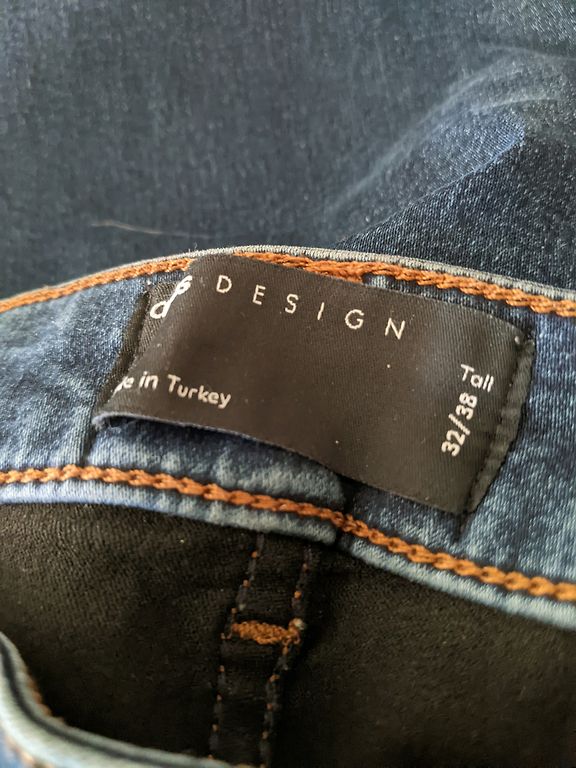 DESIGN
in Turkey
32/38
Tall